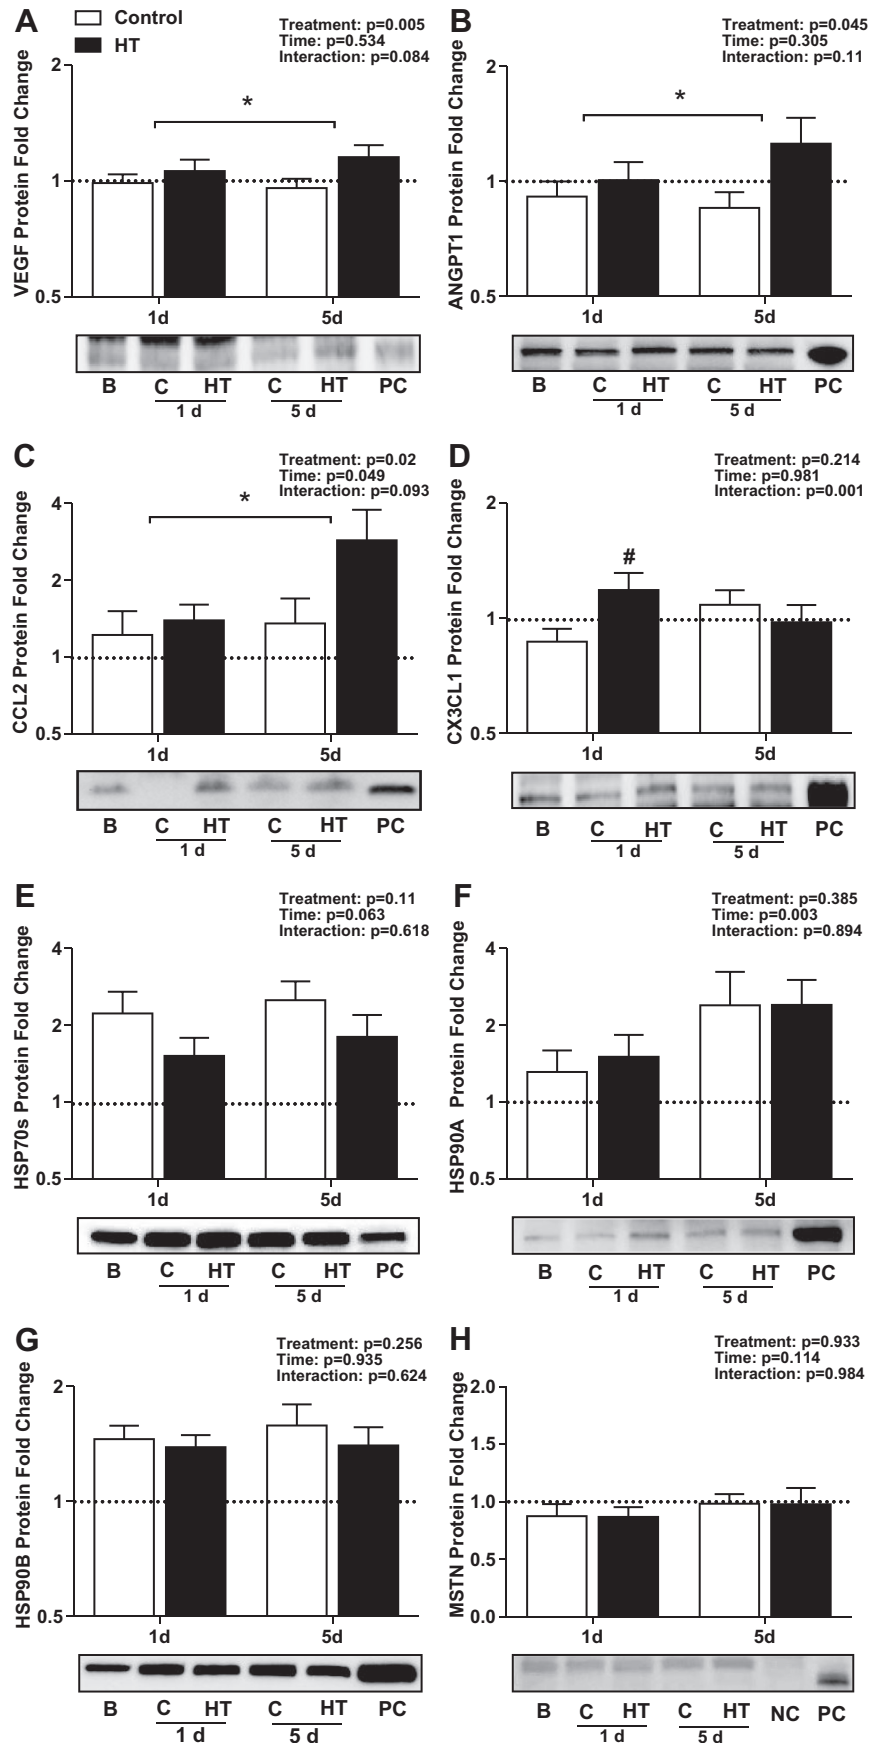 A
Control
HT
Treatment: p=0.005
Time: p=0.534
Interaction: p=0.084
VEGF Protein Fold Change
2
1
0.5
*
1d
5d
B C HT C HT PC
1 d 5 d
B
Treatment: p=0.045
Time: p=0.305
Interaction: p=0.11
ANGPT1 Protein Fold Change
2
1
0.5
*
1d
5d
B C HT C HT PC
1 d 5 d
C
Treatment: p=0.02
Time: p=0.049
Interaction: p=0.093
CCL2 Protein Fold Change
4
2
1
0.5
*
1d
5d
B C HT C HT PC
1 d 5 d
D
Treatment: p=0.214
Time: p=0.981
Interaction: p=0.001
CX3CL1 Protein Fold Change
2
1
0.5
#
1d
5d
B C HT C HT PC
1 d 5 d
E
Treatment: p=0.11
Time: p=0.063
Interaction: p=0.618
HSP70s Protein Fold Change
4
2
1
0.5
1d
5d
B C HT C HT PC
1 d 5 d
F
Treatment: p=0.385
Time: p=0.003
Interaction: p=0.894
HSP90A Protein Fold Change
4
2
1
0.5
1d
5d
B C HT C HT PC
1 d 5 d
G
Treatment: p=0.256
Time: p=0.935
Interaction: p=0.624
HSP90B Protein Fold Change
2
1
0.5
1d
5d
B C HT C HT PC
1 d 5 d
H
Treatment: p=0.933
Time: p=0.114
Interaction: p=0.984
MSTN Protein Fold Change
2.0
1.5
1.0
0.5
0.0
1d
5d
B C HT C HT NC PC
1 d 5 d